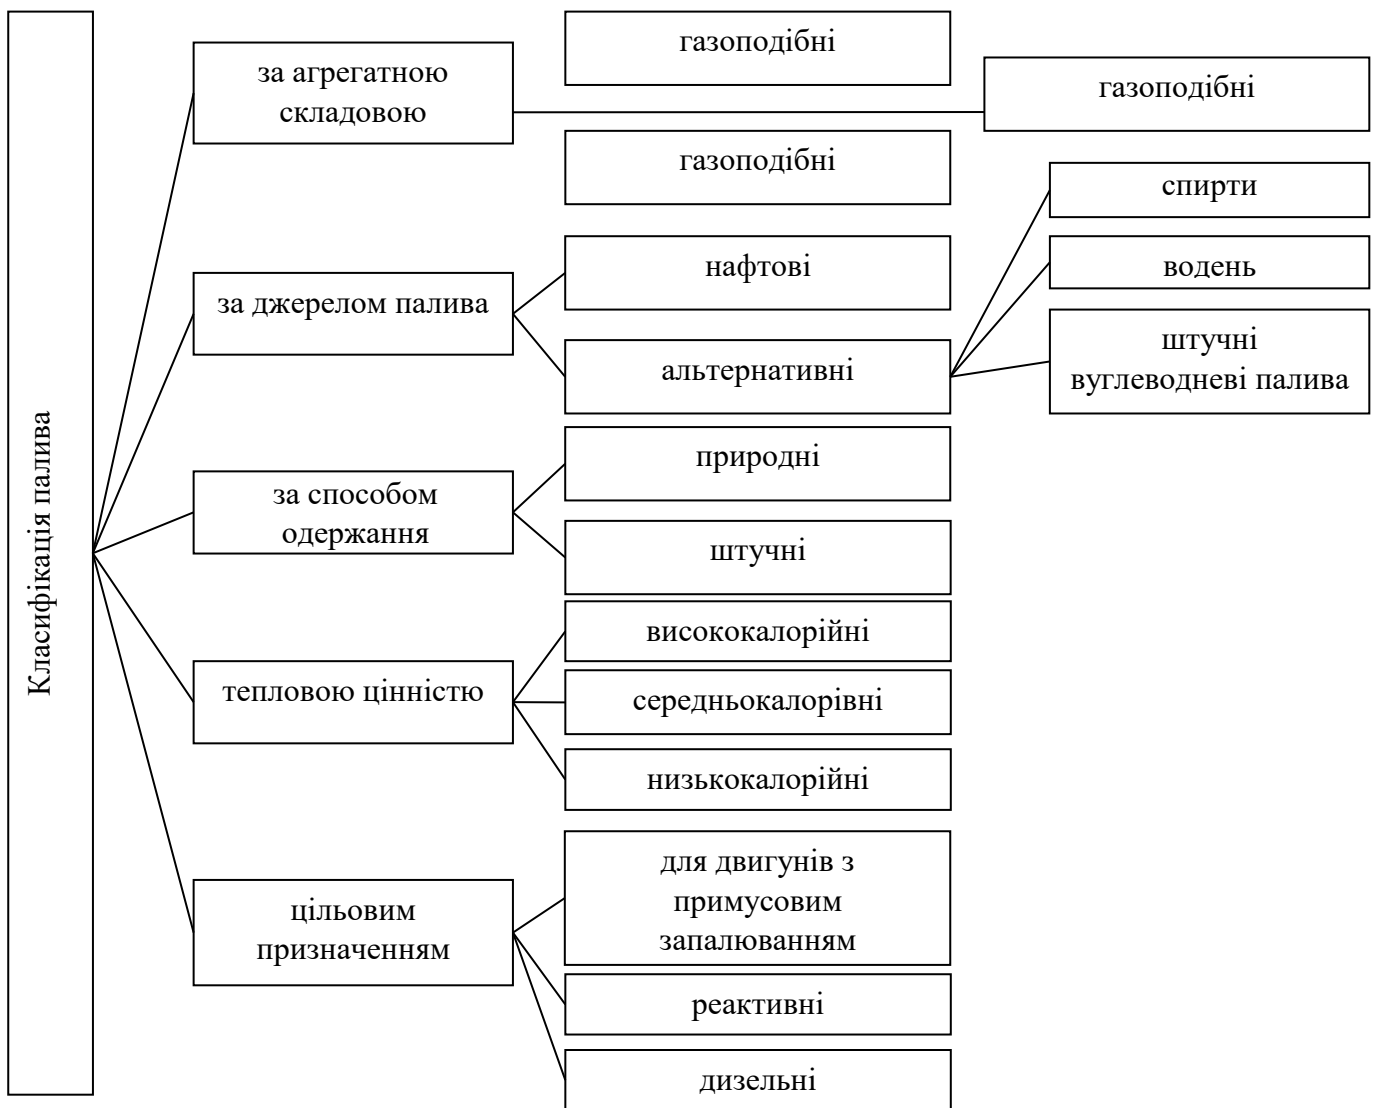 Класифікація палива
за агрегатною
складовою
газоподібні
газоподібні
газоподібні
за джерелом палива
нафтові
альтернативні
спирти
водень
штучні
вуглеводневі палива
за способом
одержання
природні
штучні
тепловою цінністю
висококалорійні
середньокалорівні
низькокалорійні
цільовим
призначенням
для двигунів з
примусовим
запалюванням
реактивні
дизельні